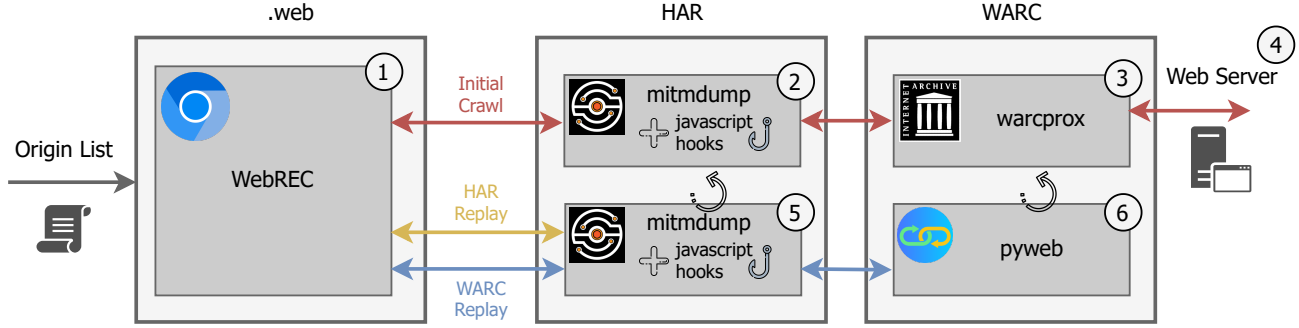 .web
HAR
WARC
Origin List
1
WebREC
Initial
Crawl
HAR
Replay
WARC
Replay
2
mitmdump
javascript
hooks
5
mitmdump
javascript
hooks
3
INTERNET ARCHIVE
warcprox
6
pyweb
4
Web Server